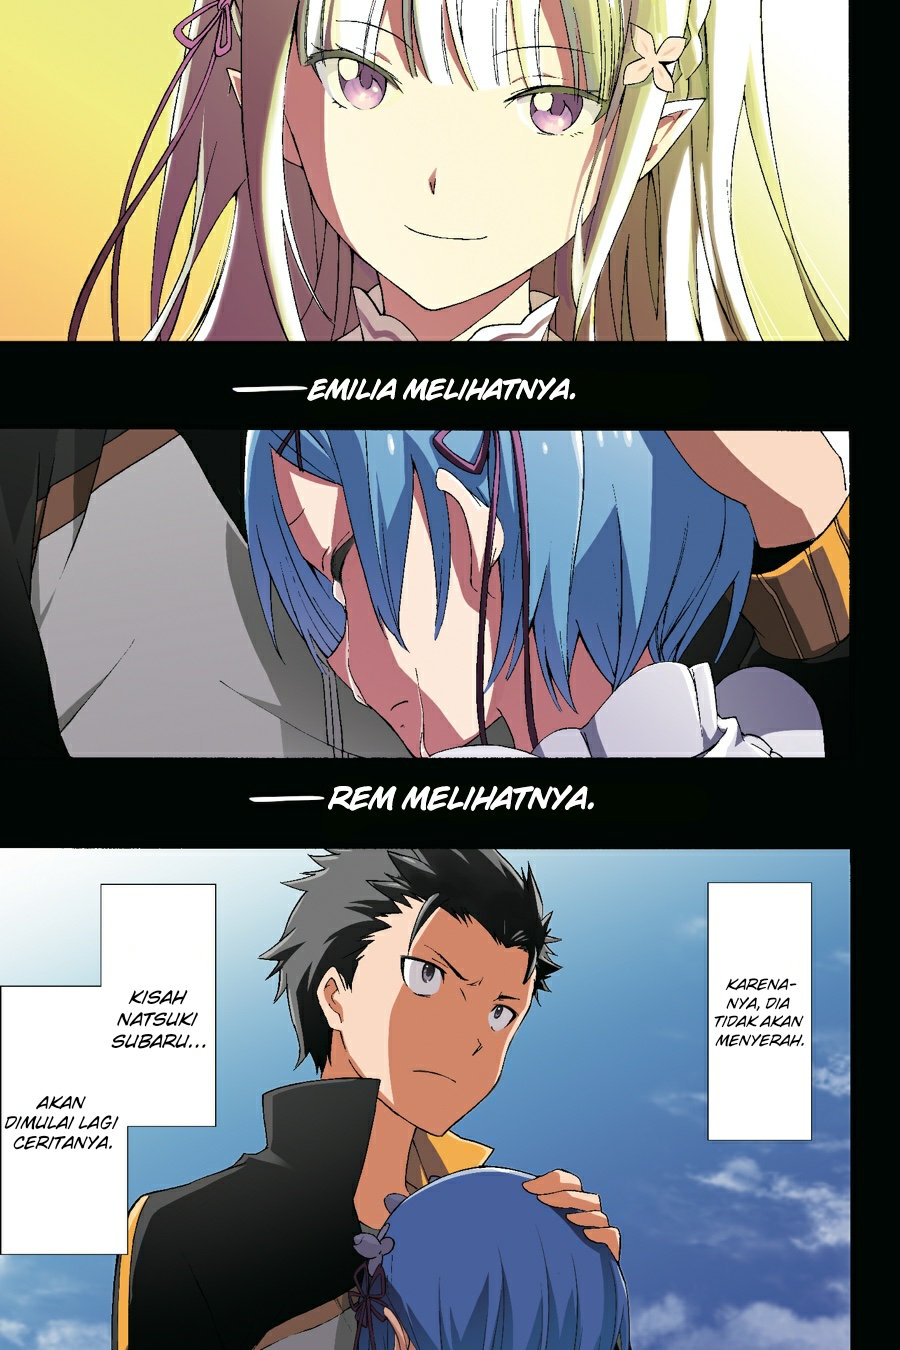 EMILIA MELIHATNYA.
REM MELIHATNYA.
KARENA-
NYA, DIA
TIDAK AKAN
MENYERAH.
KISAH
NATSUKI
SUBARU...
AKAN
DIMULAI LAGI
CERITANYA.